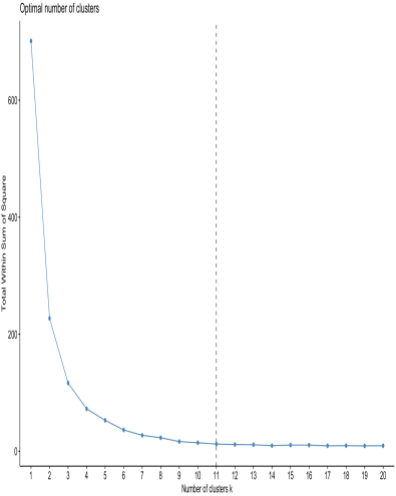 Optimal number of clusters
Total Within Sum of Square
600
400
200
0
1 2 3 4 5 6 7 8 9 10 11 12 13 14 15 16 17 18 19 20
Number of clusters k